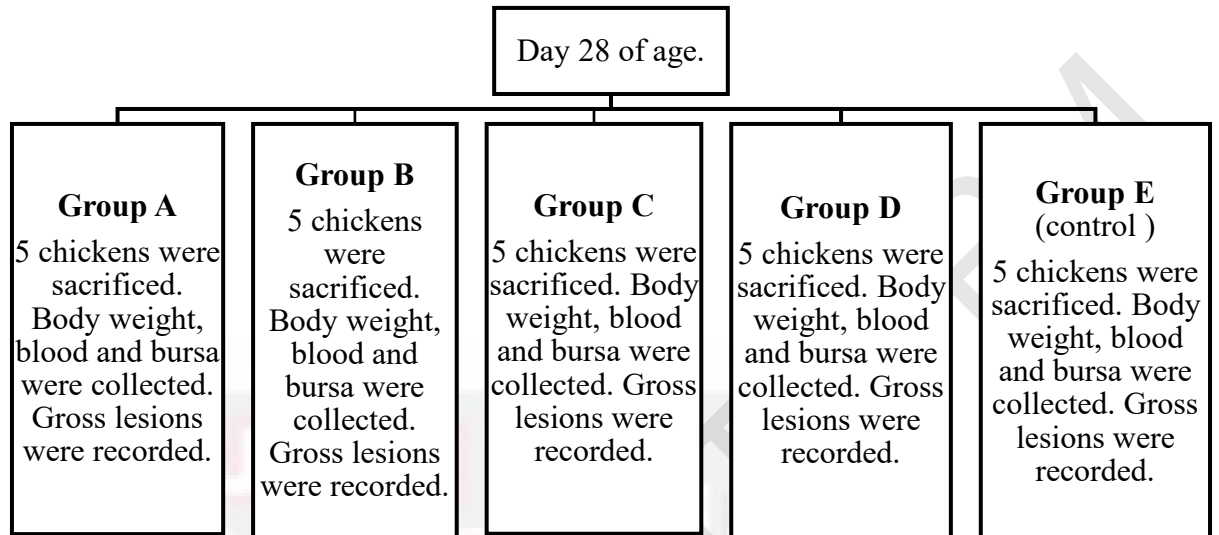 Day 28 of age.
Group A
5 chickens were
sacrificed.
Body weight,
blood and bursa
were collected.
Gross lesions
were recorded.
Group B
5 chickens
were
sacrificed.
Body weight,
blood and
bursa were
collected.
Gross lesions
were recorded.
Group C
5 chickens were
sacrificed. Body
weight, blood
and bursa were
collected. Gross
lesions were
recorded.
Group D
5 chickens were
sacrificed. Body
weight, blood
and bursa were
collected. Gross
lesions were
recorded.
Group E
(control )
5 chickens were
sacrificed. Body
weight, blood
and bursa were
collected. Gross
lesions were
recorded.